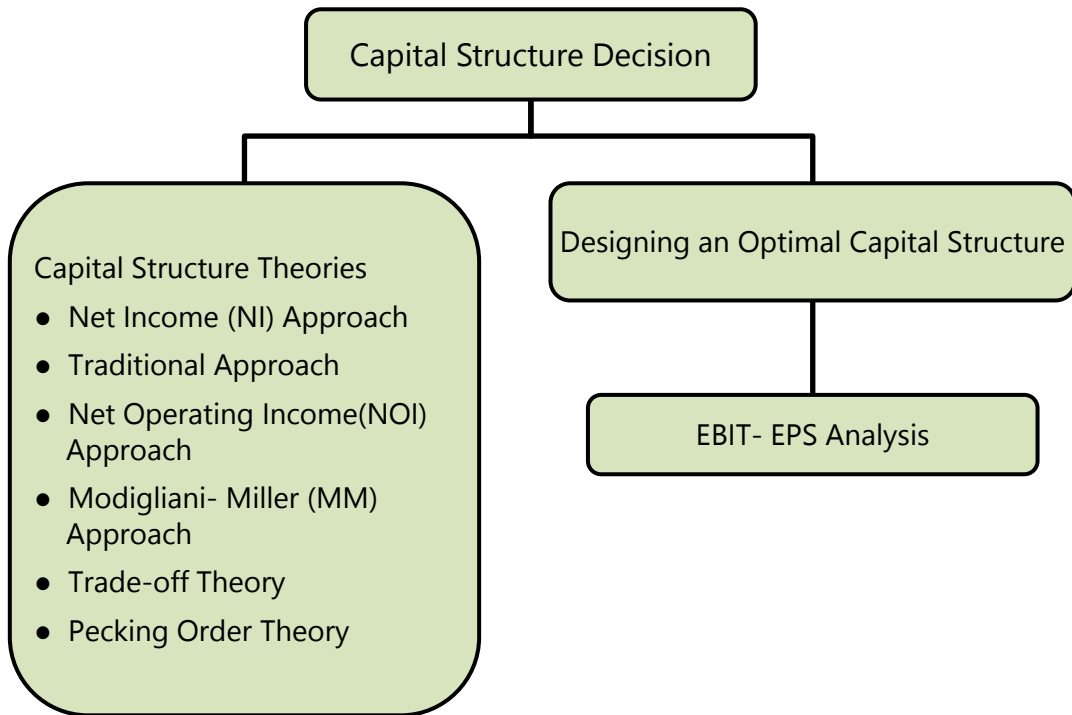 Capital Structure Decision
Capital Structure Theories
● Net Income (NI) Approach
● Traditional Approach
● Net Operating Income(NOI)
Approach
● Modigliani- Miller (MM)
Approach
● Trade-off Theory
● Pecking Order Theory
Designing an Optimal Capital Structure
EBIT- EPS Analysis